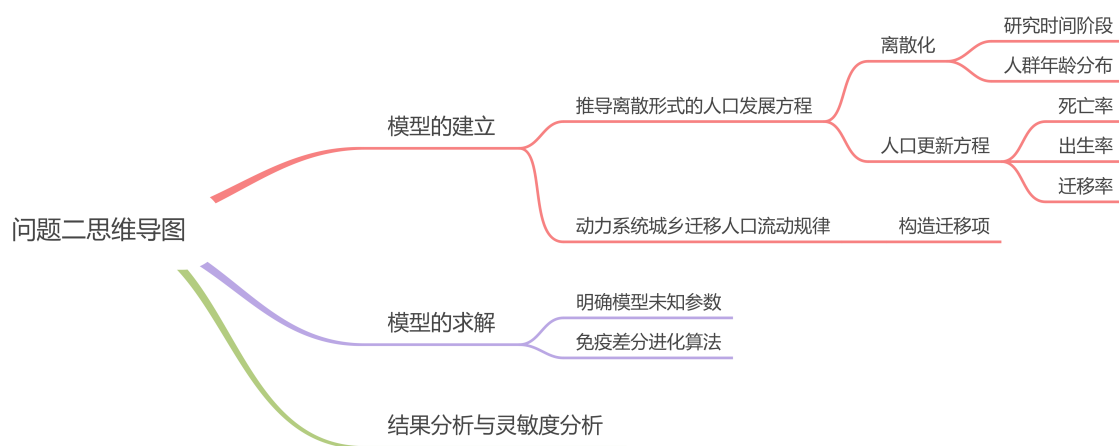 问题二思维导图
模型的建立
推导离散形式的人口发展方程
离散化
研究时间阶段
人群年龄分布
人口更新方程
死亡率
出生率
迁移率
动力系统城乡迁移人口流动规律
构造迁移项
模型的求解
明确模型未知参数
免疫差分进化算法
结果分析与灵敏度分析